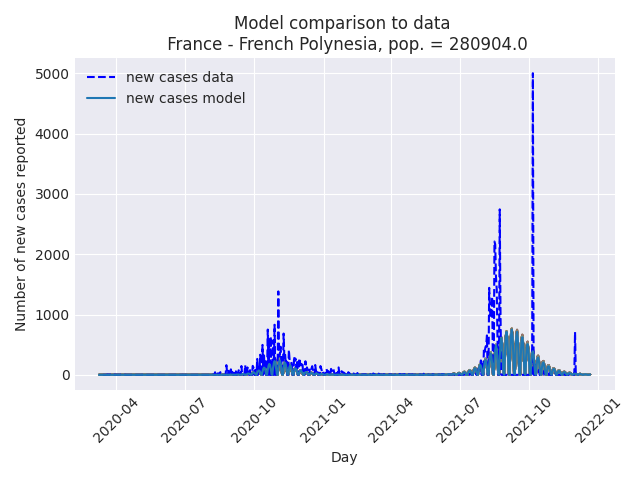 Model comparison to data
France - French Polynesia, pop. = 280904.0
new cases data
new cases model
Number of new cases reported
5000
4000
3000
2000
1000
0
2020-04
2020-07
2020-10
2021-01
2021-04
2021-07
2021-10
2022-01
Day